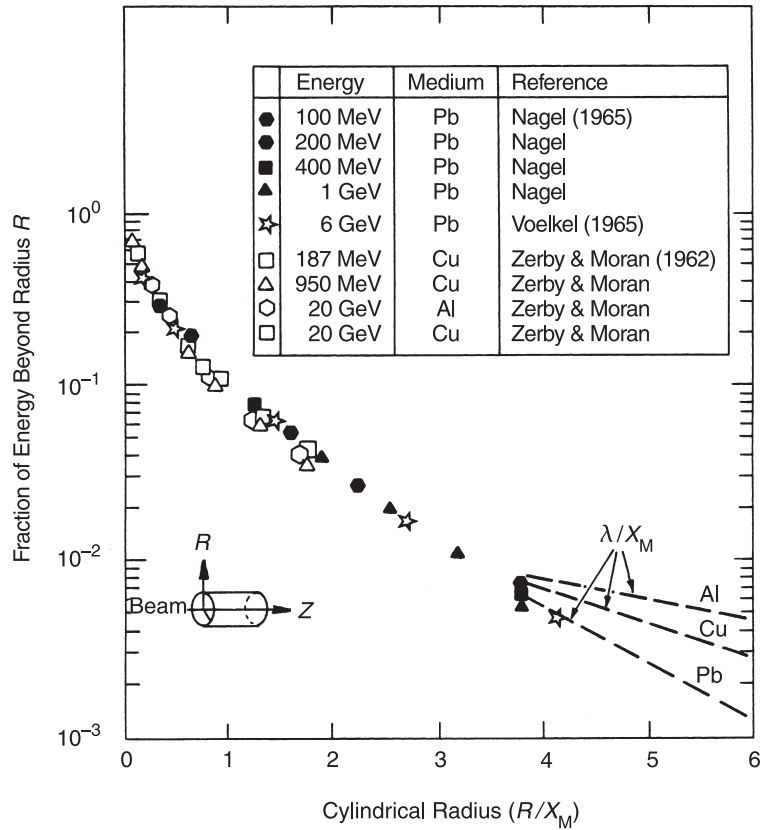 Energy Medium Reference
100 MeV Pb Nagel (1965)
200 MeV Pb Nagel
400 MeV Pb Nagel
1 GeV Pb Nagel
6 GeV Pb Voelkel (1965)
187 MeV Cu Zerby & Moran (1962)
950 MeV Cu Zerby & Moran
20 GeV Al Zerby & Moran
20 GeV Cu Zerby & Moran
Fraction of Energy Beyond Radius R
10⁰
10⁻¹
10⁻²
10⁻³
λ/X_M
Al
Cu
Pb
R
Beam
Z
0 1 2 3 4 5 6
Cylindrical Radius (R/X_M)